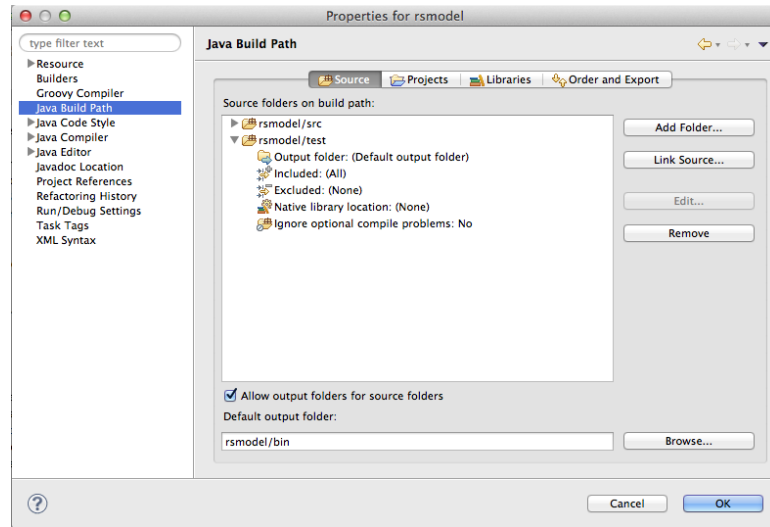 Properties for rsmodel
type filter text
Resource
Builders
Groovy Compiler
Java Build Path
Java Code Style
Java Compiler
Java Editor
Javadoc Location
Project References
Refactoring History
Run/Debug Settings
Task Tags
XML Syntax
Java Build Path
Source Projects Libraries Order and Export
Source folders on build path:
rsmodel/src
rsmodel/test
Output folder: (Default output folder)
Included: (All)
Excluded: (None)
Native library location: (None)
Ignore optional compile problems: No
Add Folder...
Link Source...
Edit...
Remove
Allow output folders for source folders
Default output folder:
rsmodel/bin
Browse...
?
Cancel OK